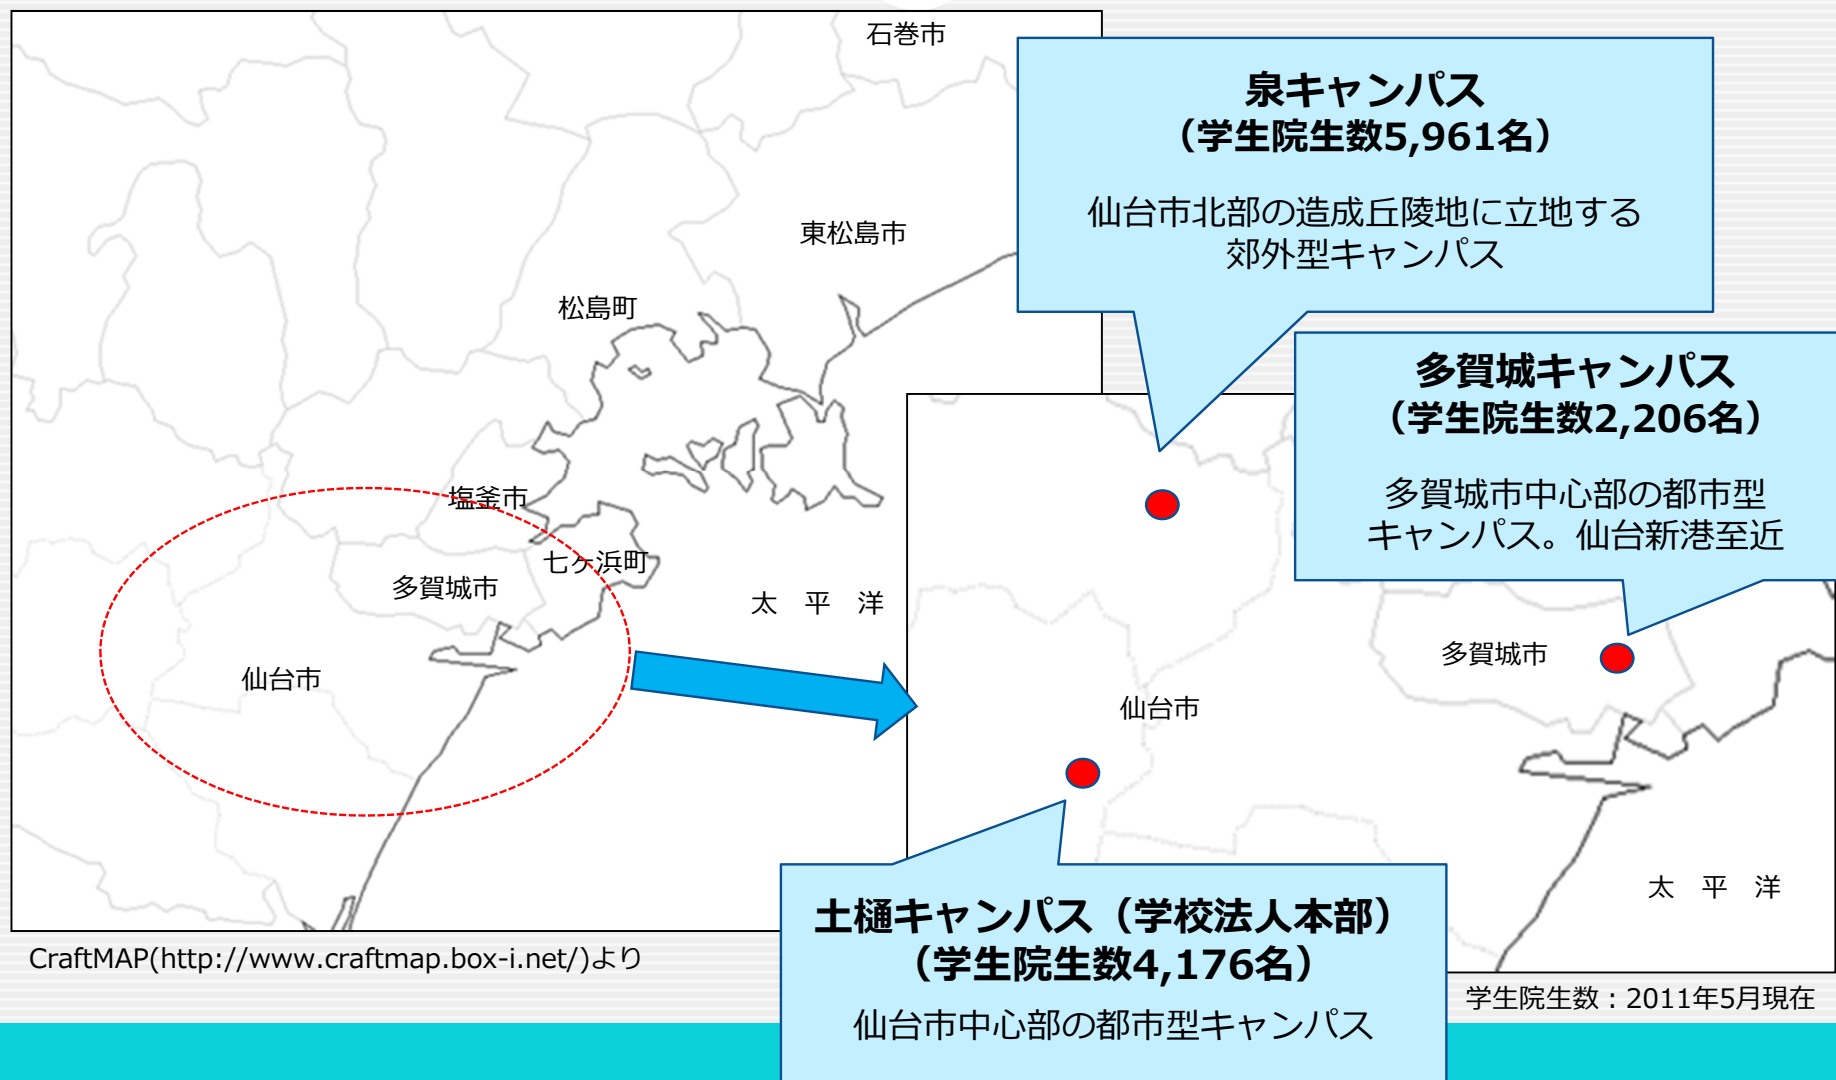 石巻市
東松島市
松島町
塩釜市
七ヶ浜町
多賀城市
太 平 洋
仙台市
泉キャンパス
（学生院生数5,961名）
仙台市北部の造成丘陵地に立地する
郊外型キャンパス
多賀城キャンパス
（学生院生数2,206名）
多賀城市中心部の都市型
キャンパス。仙台新港至近
多賀城市
仙台市
太 平 洋
土樋キャンパス（学校法人本部）
（学生院生数4,176名）
仙台市中心部の都市型キャンパス
CraftMAP(http://www.craftmap.box-i.net/)より
学生院生数：2011年5月現在